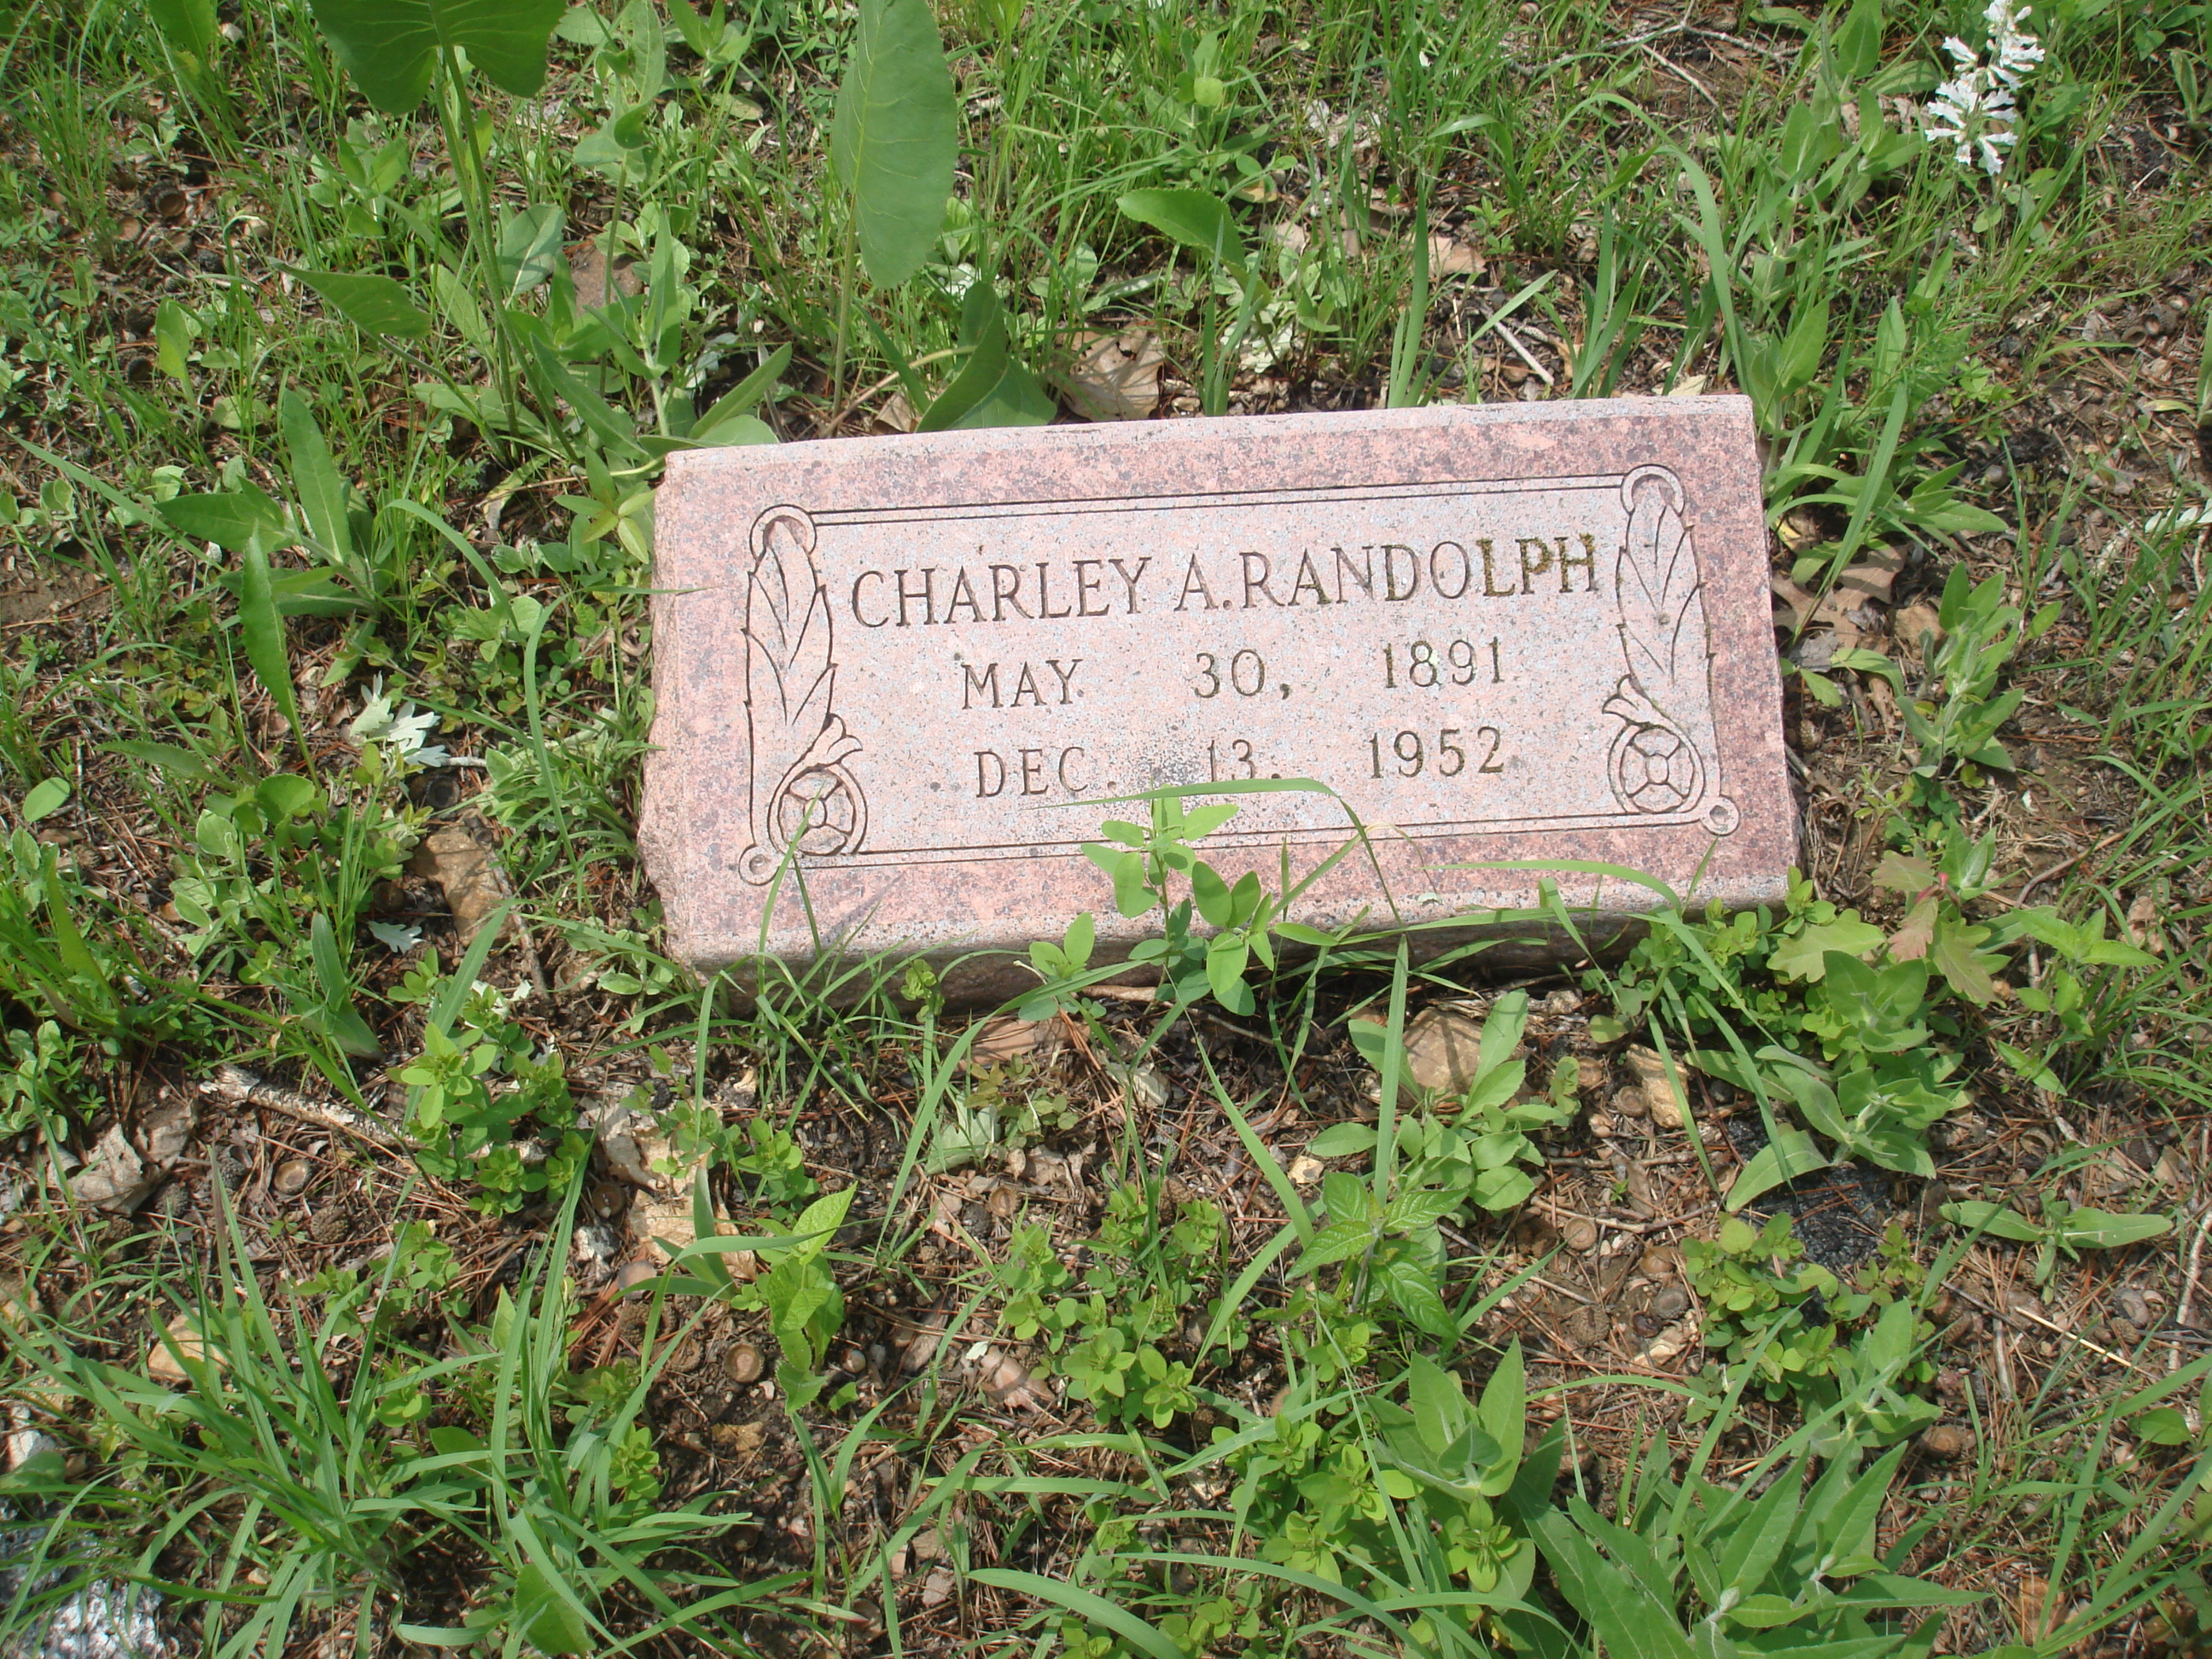 CHARLEY A. RANDOLPH
MAY 30, 1891
DEC. 13, 1952